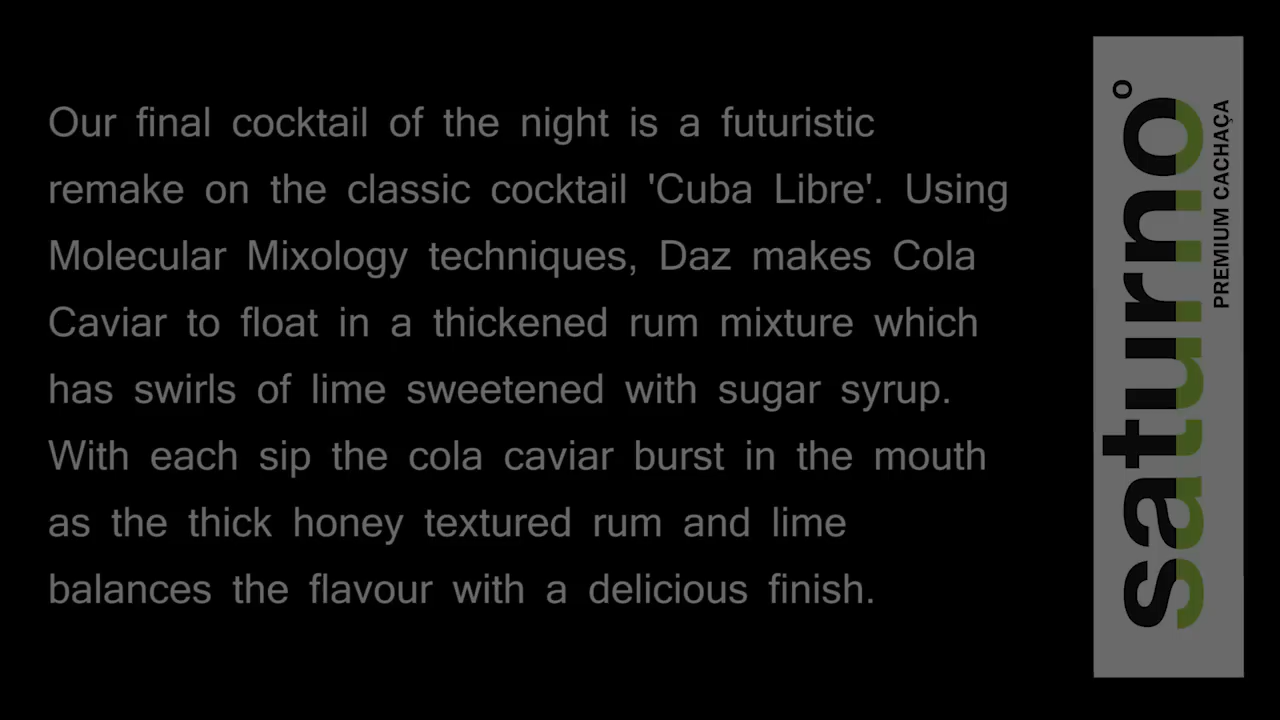 Our final cocktail of the night is a futuristic
remake on the classic cocktail 'Cuba Libre'. Using
Molecular Mixology techniques, Daz makes Cola
Caviar to float in a thickened rum mixture which
has swirls of lime sweetened with sugar syrup.
With each sip the cola caviar burst in the mouth
as the thick honey textured rum and lime
balances the flavour with a delicious finish.
saturno°
PREMIUM CACHAÇA